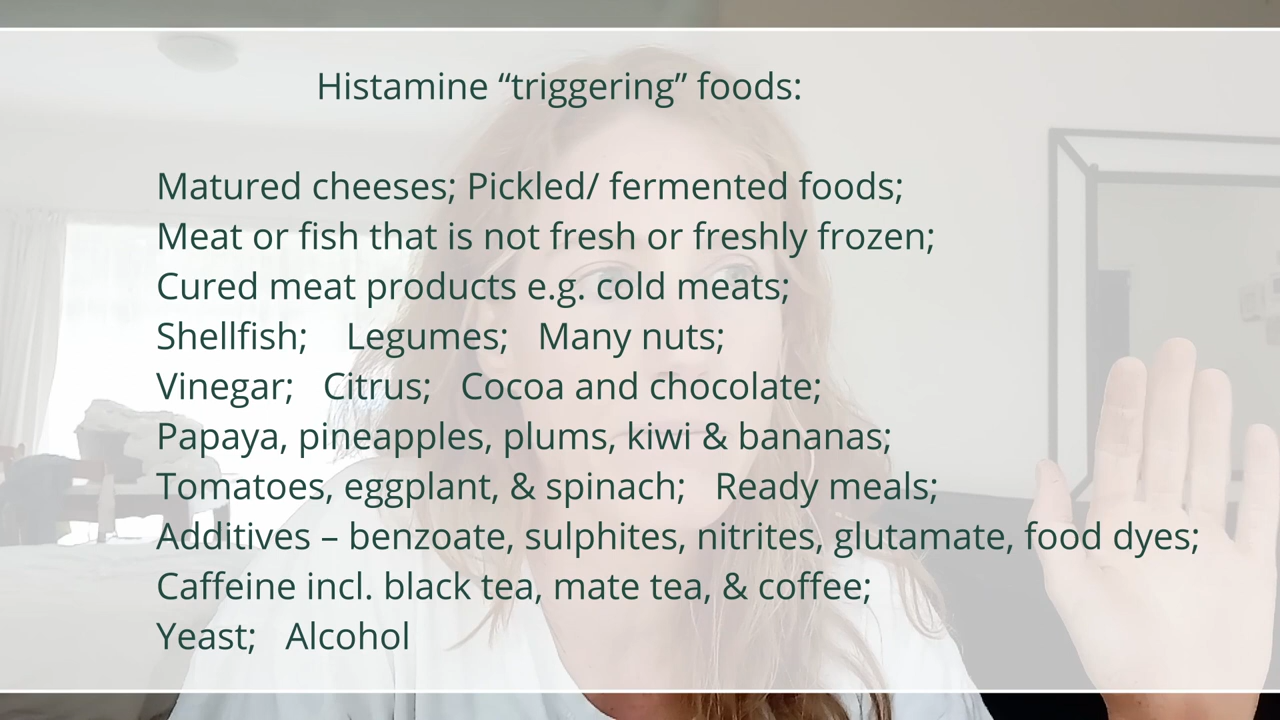 Histamine “triggering” foods:
Matured cheeses; Pickled/ fermented foods;
Meat or fish that is not fresh or freshly frozen;
Cured meat products e.g. cold meats;
Shellfish; Legumes; Many nuts;
Vinegar; Citrus; Cocoa and chocolate;
Papaya, pineapples, plums, kiwi & bananas;
Tomatoes, eggplant, & spinach; Ready meals;
Additives – benzoate, sulphites, nitrites, glutamate, food dyes;
Caffeine incl. black tea, mate tea, & coffee;
Yeast; Alcohol